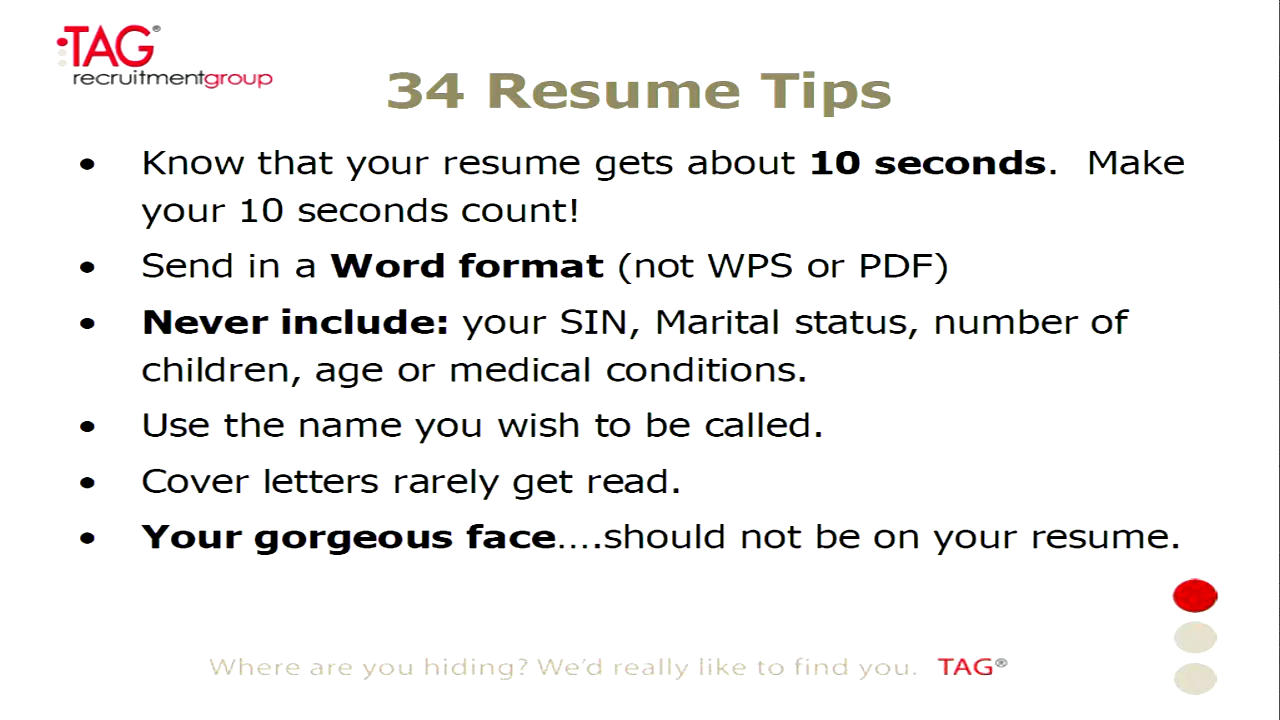 TAG®
recruitmentgroup
34 Resume Tips
• Know that your resume gets about 10 seconds.  Make
your 10 seconds count!
• Send in a Word format (not WPS or PDF)
• Never include: your SIN, Marital status, number of
children, age or medical conditions.
• Use the name you wish to be called.
• Cover letters rarely get read.
• Your gorgeous face….should not be on your resume.
Where are you hiding? We'd really like to find you. TAG®